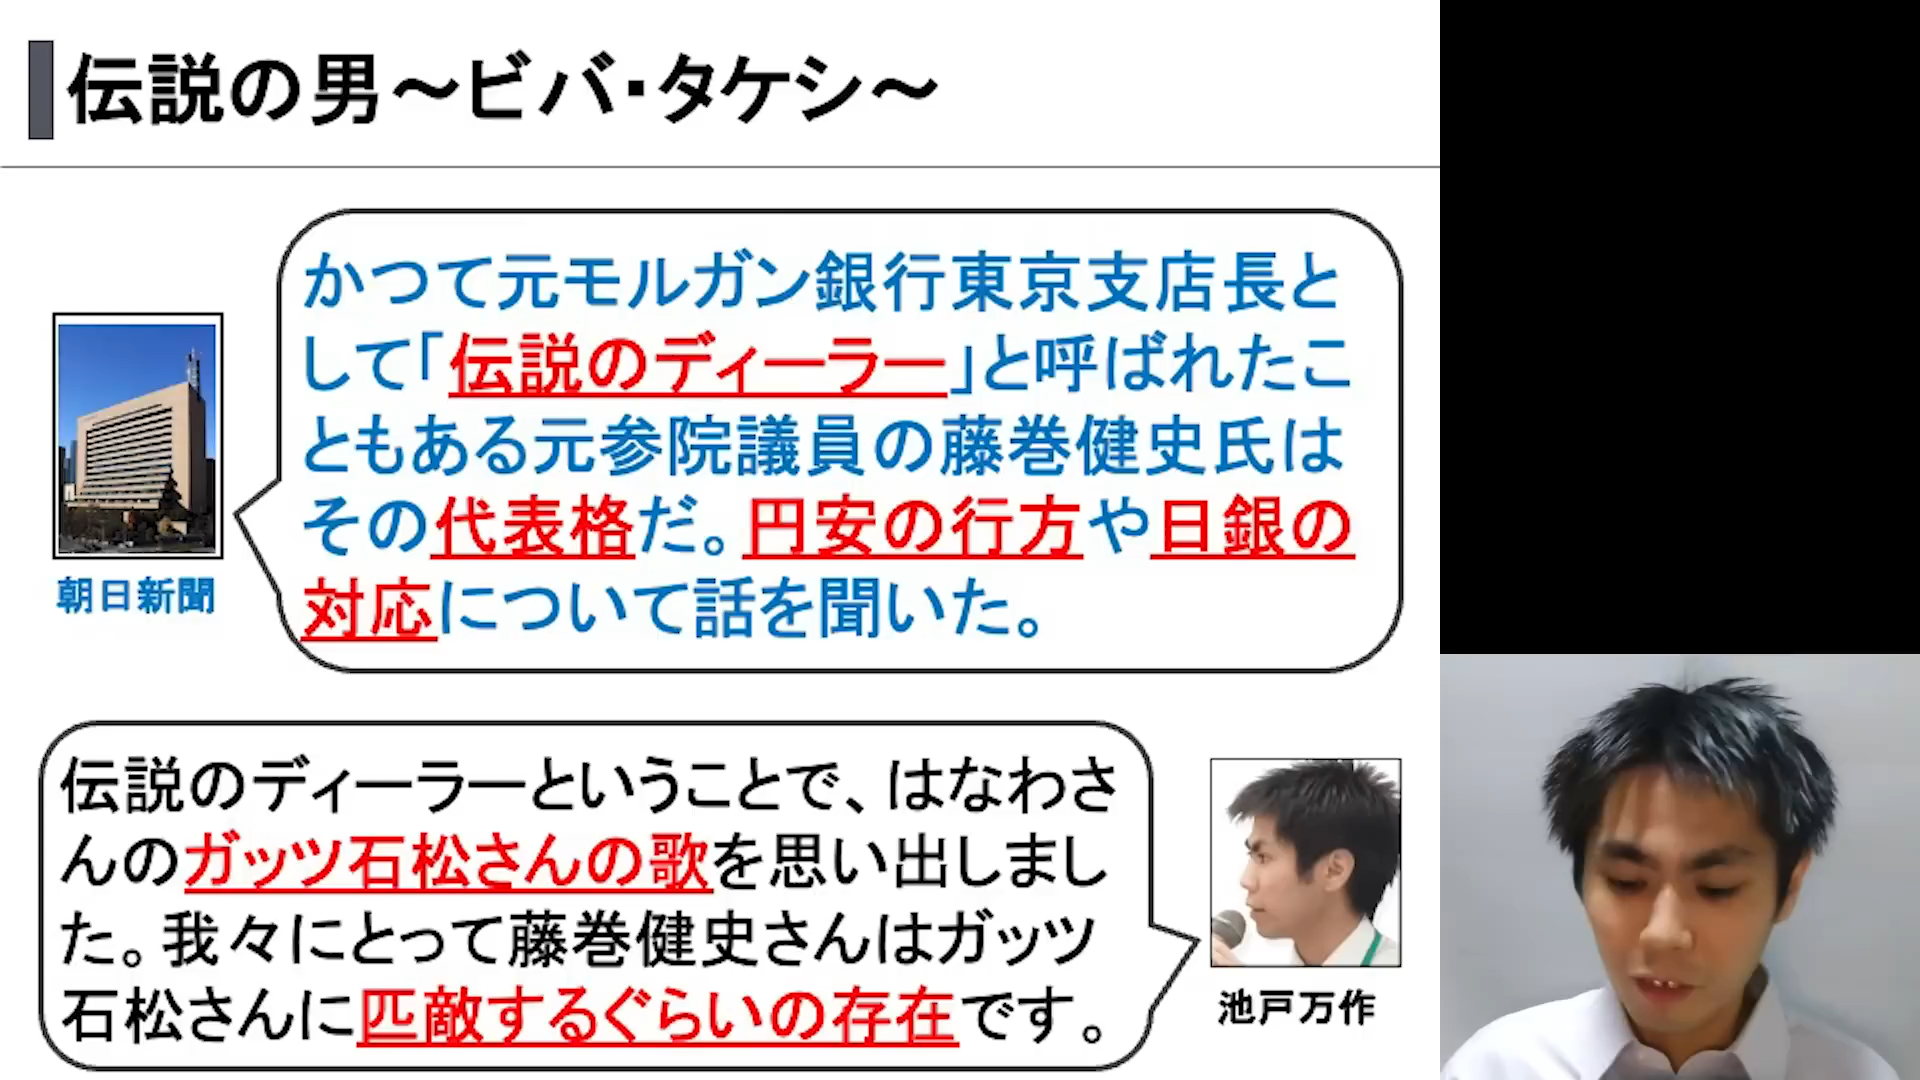 伝説の男～ビバ・タケシ～
かつて元モルガン銀行東京支店長と
して「伝説のディーラー」と呼ばれたこ
ともある元参院議員の藤巻健史氏は
その代表格だ。円安の行方や日銀の
対応について話を聞いた。
朝日新聞
伝説のディーラーということで、はなわさ
んのガッツ石松さんの歌を思い出しまし
た。我々にとって藤巻健史さんはガッツ
石松さんに匹敵するぐらいの存在です。
池戸万作